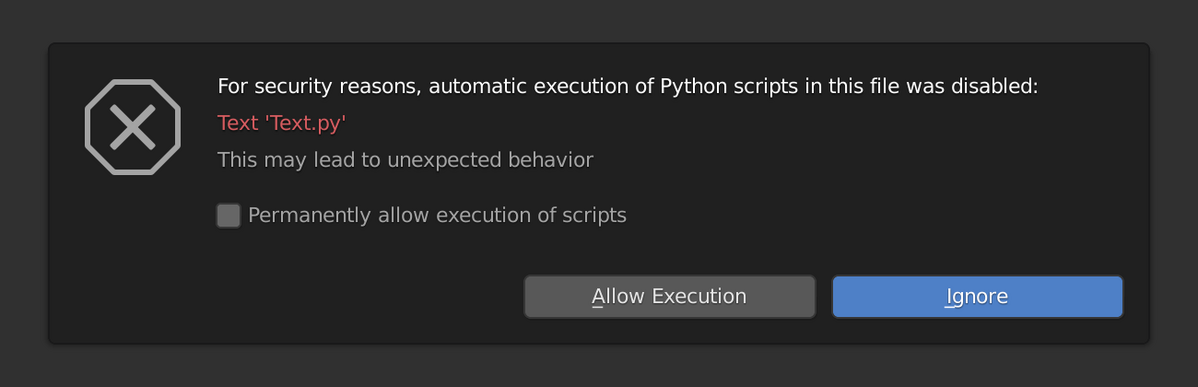 For security reasons, automatic execution of Python scripts in this file was disabled:
Text 'Text.py'
This may lead to unexpected behavior
Permanently allow execution of scripts
Allow Execution
Ignore